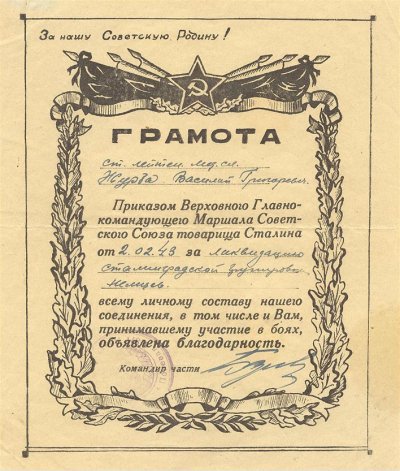 За нашу Советскую Родину!
ГРАМОТА
ст. лейтен. мед. сл.
Журба Василий Григорьевич
Приказом Верховного Главно-
командующего Маршала Совет-
ского Союза товарища Сталина
от 2.02.43 за ликвидацию
сталинградской группировки
немцев
всему личному составу нашего
соединения, в том числе и Вам,
принимавшему участие в боях,
объявлена благодарность.
Командир части